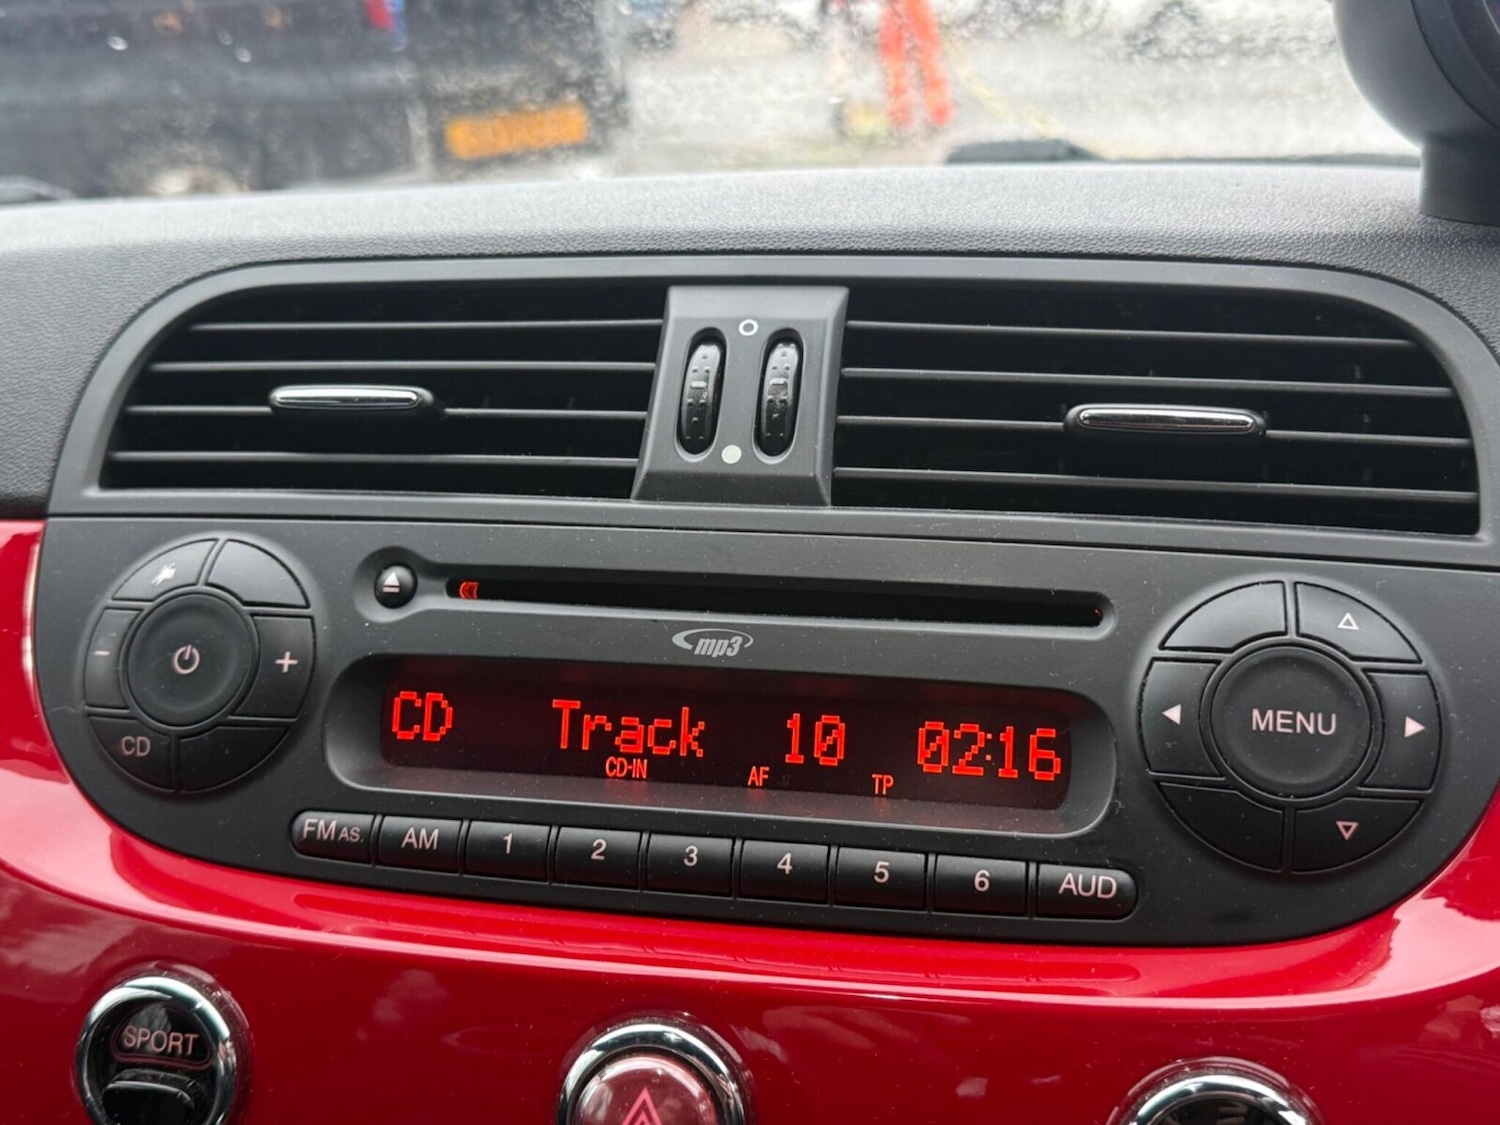 mp3
CD Track 10 02:16
CD-IN AF TP
- + CD
MENU
FM AS. AM 1 2 3 4 5 6 AUD
SPORT